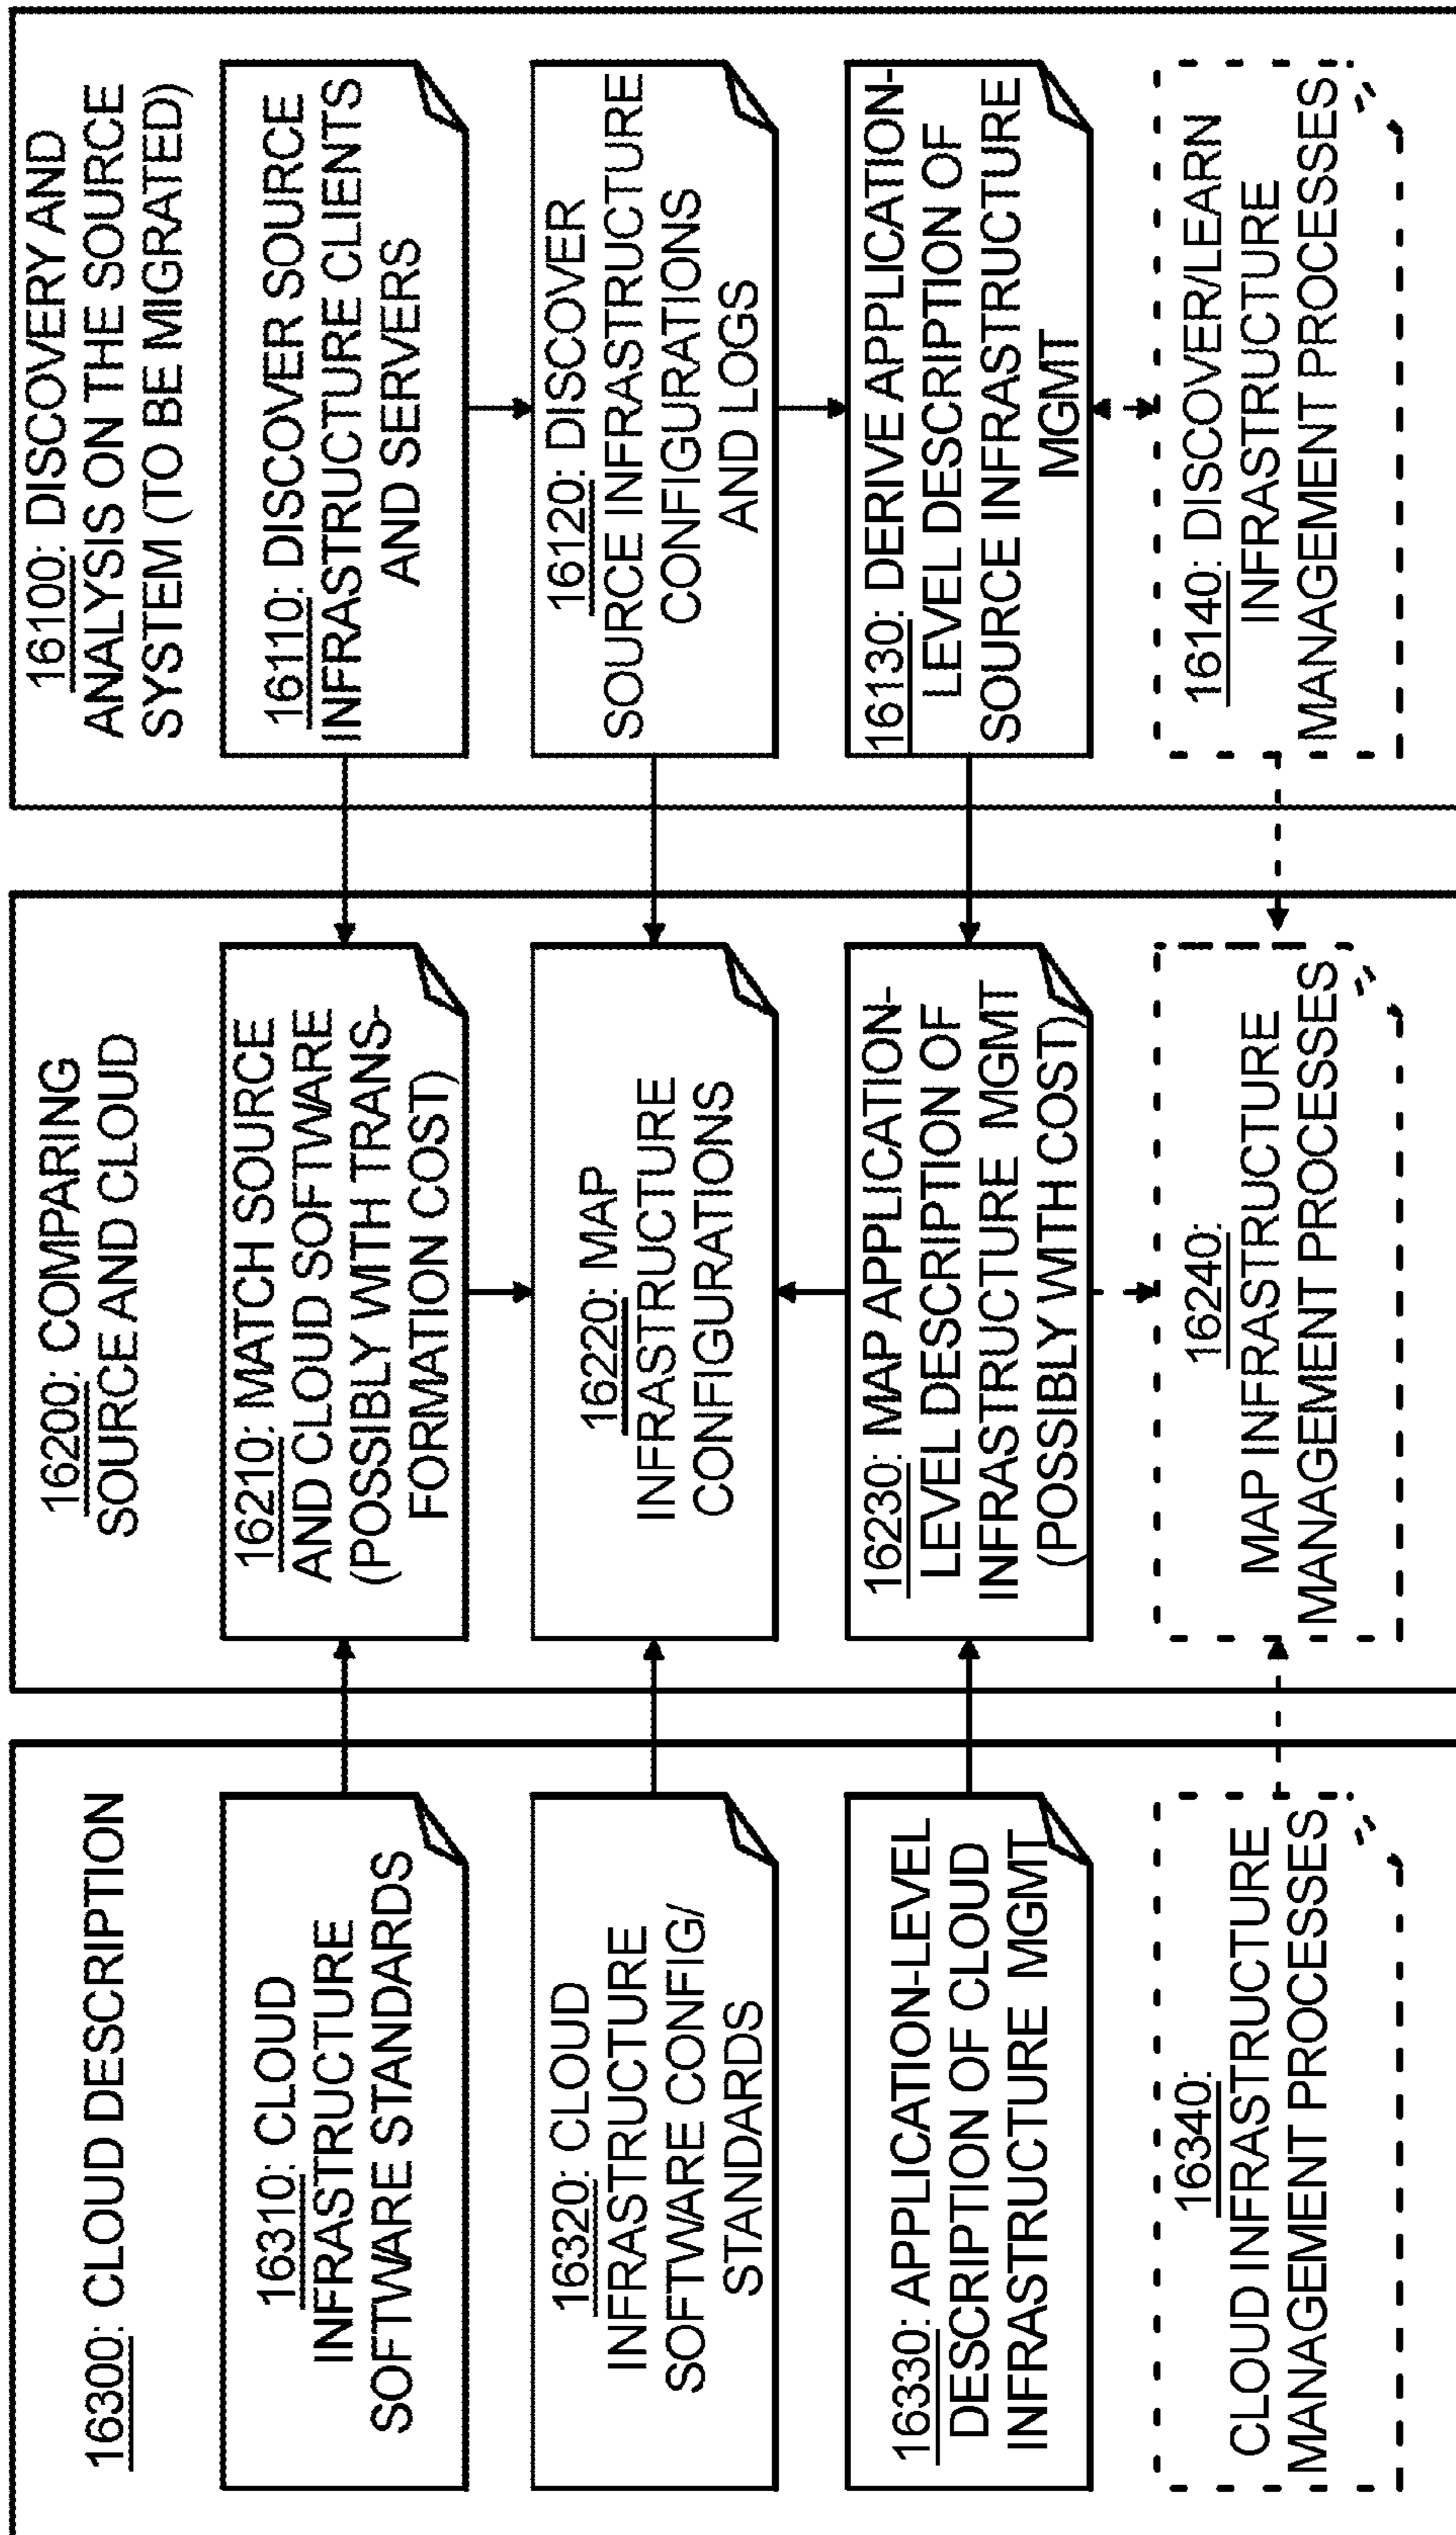 16300: CLOUD DESCRIPTION
16310: CLOUD
INFRASTRUCTURE
SOFTWARE STANDARDS
16320: CLOUD
INFRASTRUCTURE
SOFTWARE CONFIG/
STANDARDS
16330: APPLICATION-LEVEL
DESCRIPTION OF CLOUD
INFRASTRUCTURE MGMT
16340:
CLOUD INFRASTRUCTURE
MANAGEMENT PROCESSES
16200: COMPARING
SOURCE AND CLOUD
16210: MATCH SOURCE
AND CLOUD SOFTWARE
(POSSIBLY WITH TRANS-
FORMATION COST)
16220: MAP
INFRASTRUCTURE
CONFIGURATIONS
16230: MAP APPLICATION-
LEVEL DESCRIPTION OF
INFRASTRUCTURE MGMT
(POSSIBLY WITH COST)
16240:
MAP INFRASTRUCTURE
MANAGEMENT PROCESSES
16100: DISCOVERY AND
ANALYSIS ON THE SOURCE
SYSTEM (TO BE MIGRATED)
16110: DISCOVER SOURCE
INFRASTRUCTURE CLIENTS
AND SERVERS
16120: DISCOVER
SOURCE INFRASTRUCTURE
CONFIGURATIONS
AND LOGS
16130: DERIVE APPLICATION-
LEVEL DESCRIPTION OF
SOURCE INFRASTRUCTURE
MGMT
16140: DISCOVER/LEARN
INFRASTRUCTURE
MANAGEMENT PROCESSES